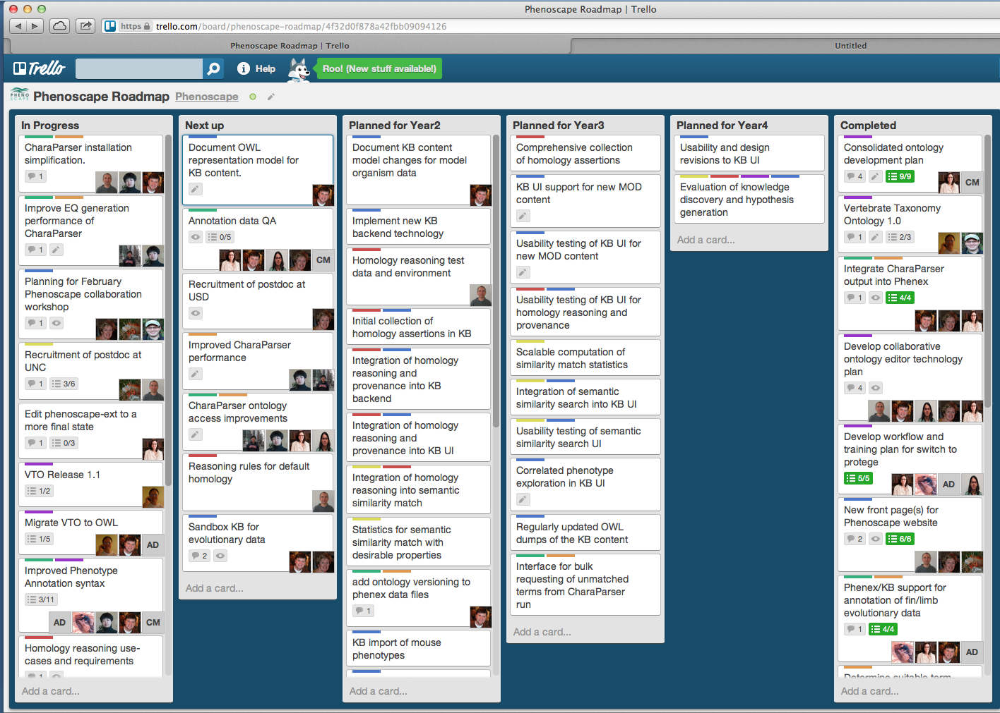 Phenoscape Roadmap | Trello
https trello.com/board/phenoscape-roadmap/4f32d0f878a42fbb09094126
Phenoscape Roadmap | Trello
Untitled
Trello
Help
Roo! (New stuff available!)
PHENO
SCAPE
Phenoscape Roadmap
Phenoscape
In Progress
CharaParser installation
simplification.
1
Improve EQ generation
performance of
CharaParser
1
Planning for February
Phenoscape collaboration
workshop
1
Recruitment of postdoc at
UNC
1 3/6
Edit phenoscape-ext to a
more final state
1 0/3
VTO Release 1.1
1/2
Migrate VTO to OWL
1/5
AD
Improved Phenotype
Annotation syntax
3/11
AD CM
Homology reasoning use-
cases and requirements
1
Add a card...
Next up
Document OWL
representation model for
KB content.
Annotation data QA
0/5
CM
Recruitment of postdoc at
USD
Improved CharaParser
performance
CharaParser ontology
access improvements
Reasoning rules for default
homology
Sandbox KB for
evolutionary data
2
Add a card...
Planned for Year2
Document KB content
model changes for model
organism data
Implement new KB
backend technology
Homology reasoning test
data and environment
Initial collection of
homology assertions in KB
Integration of homology
reasoning and
provenance into KB
backend
Integration of homology
reasoning and
provenance into KB UI
Integration of homology
reasoning into semantic
similarity match
Statistics for semantic
similarity match with
desirable properties
add ontology versioning to
phenex data files
1
KB import of mouse
phenotypes
Add a card...
Planned for Year3
Comprehensive collection
of homology assertions
KB UI support for new MOD
content
Usability testing of KB UI for
new MOD content
Usability testing of KB UI for
homology reasoning and
provenance
Scalable computation of
similarity match statistics
Integration of semantic
similarity search into KB UI
Usability testing of semantic
similarity search UI
Correlated phenotype
exploration in KB UI
Regularly updated OWL
dumps of the KB content
Interface for bulk
requesting of unmatched
terms from CharaParser
run
Add a card...
Planned for Year4
Usability and design
revisions to KB UI
Evaluation of knowledge
discovery and hypothesis
generation
Add a card...
Completed
Consolidated ontology
development plan
4 9/9
CM
Vertebrate Taxonomy
Ontology 1.0
1 2/3
Integrate CharaParser
output into Phenex
1 4/4
Develop collaborative
ontology editor technology
plan
4
Develop workflow and
training plan for switch to
protege
5/5
AD
New front page(s) for
Phenoscape website
2 6/6
Phenex/KB support for
annotation of fin/limb
evolutionary data
1 4/4
AD
Determine suitable term-
Add a card...